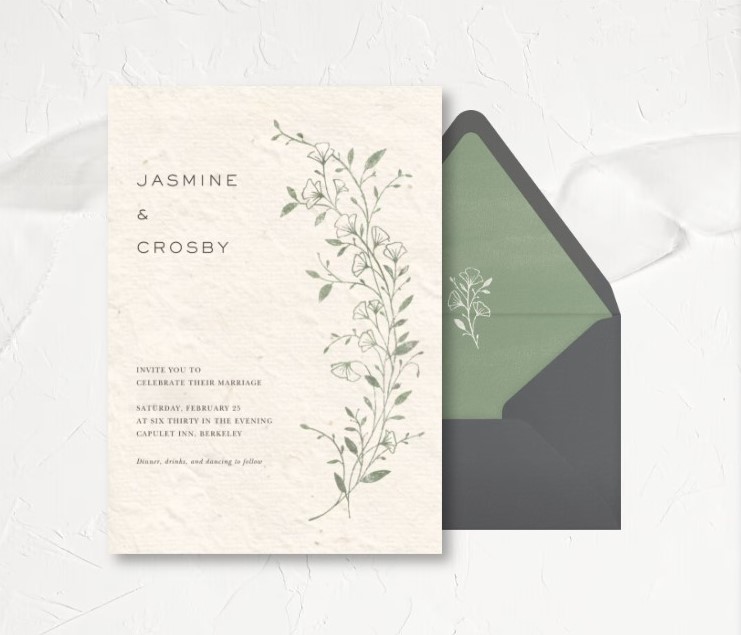 JASMINE
&
CROSBY
INVITE YOU TO
CELEBRATE THEIR MARRIAGE
SATURDAY, FEBRUARY 25
AT SIX THIRTY IN THE EVENING
CAPULET INN, BERKELEY
Dinner, drinks, and dancing to follow